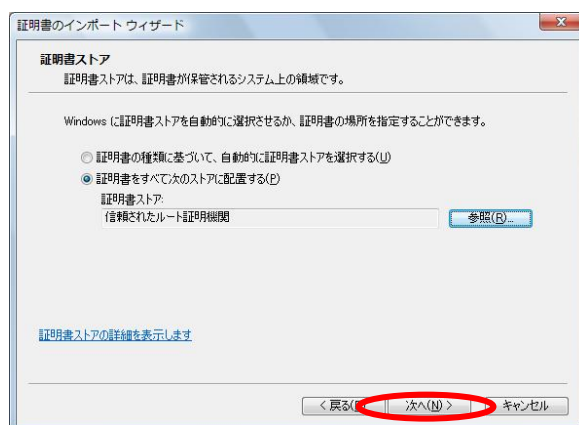 証明書のインポート ウィザード
証明書ストア
証明書ストアは、証明書が保管されるシステム上の領域です。
Windows に証明書ストアを自動的に選択させるか、証明書の場所を指定することができます。
証明書の種類に基づいて、自動的に証明書ストアを選択する(U)
証明書をすべて次のストアに配置する(P)
証明書ストア:
信頼されたルート証明機関
参照(R)...
証明書ストアの詳細を表示します
< 戻る(
次へ(N) >
キャンセル